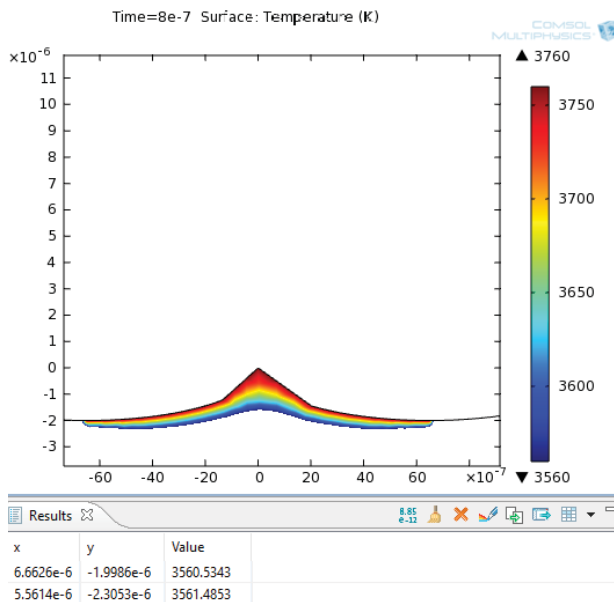 Time=8e-7 Surface: Temperature (K)
COMSOL
MULTIPHYSICS
×10⁻⁶
▲ 3760
11
10
9
8
7
6
5
4
3
2
1
0
-1
-2
-3
3750
3700
3650
3600
-60 -40 -20 0 20 40 60 ×10⁻⁷
▼ 3560
Results
8.85
e-12
x y Value
6.6626e-6 -1.9986e-6 3560.5343
5.5614e-6 -2.3053e-6 3561.4853